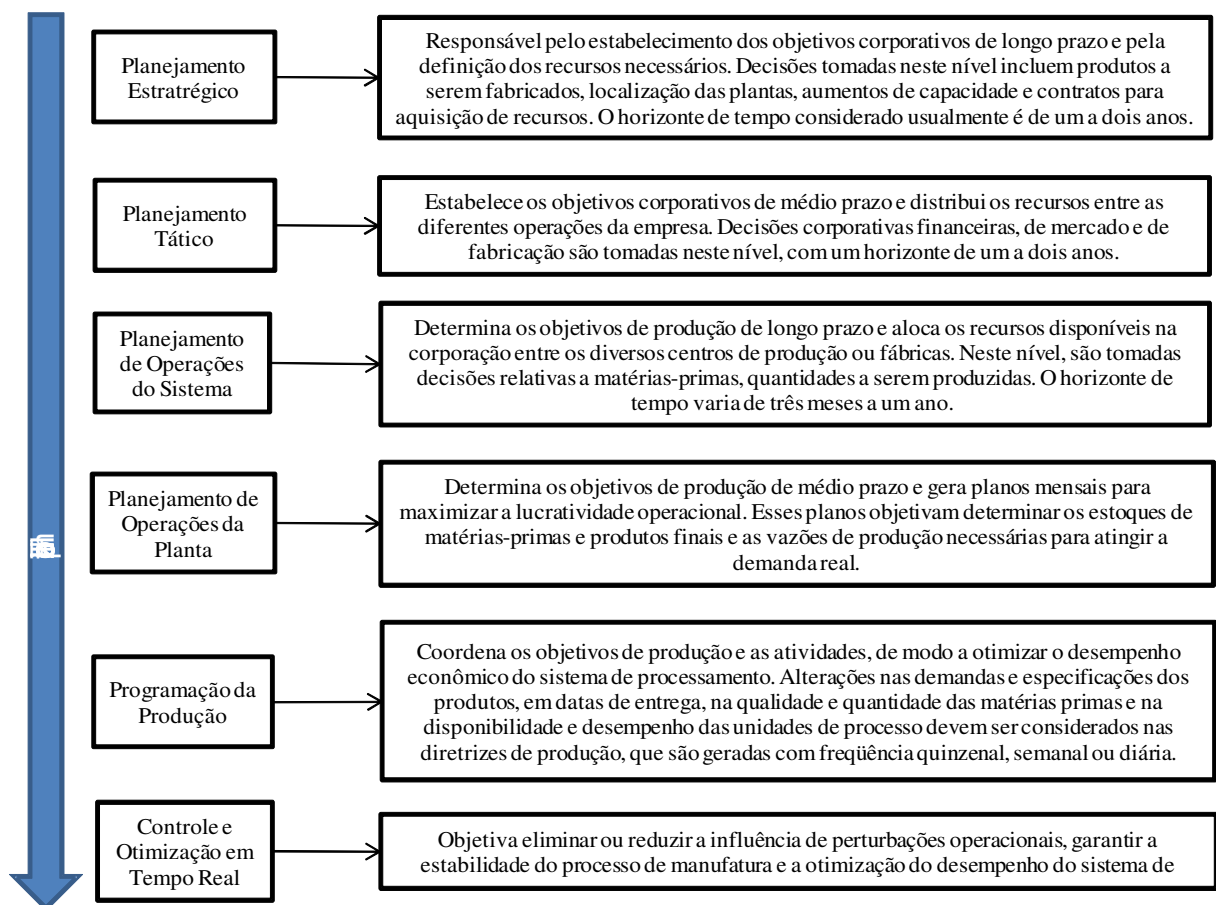 Planejamento
Estratrégico
Responsável pelo estabelecimento dos objetivos corporativos de longo prazo e pela
definição dos recursos necessários. Decisões tomadas neste nível incluem produtos a
serem fabricados, localização das plantas, aumentos de capacidade e contratos para
aquisição de recursos. O horizonte de tempo considerado usualmente é de um a dois anos.
Planejamento
Tático
Estabelece os objetivos corporativos de médio prazo e distribui os recursos entre as
diferentes operações da empresa. Decisões corporativas financeiras, de mercado e de
fabricação são tomadas neste nível, com um horizonte de um a dois anos.
Planejamento
de Operações
do Sistema
Determina os objetivos de produção de longo prazo e aloca os recursos disponíveis na
corporação entre os diversos centros de produção ou fábricas. Neste nível, são tomadas
decisões relativas a matérias-primas, quantidades a serem produzidas. O horizonte de
tempo varia de três meses a um ano.
Planejamento de
Operações da
Planta
Determina os objetivos de produção de médio prazo e gera planos mensais para
maximizar a lucratividade operacional. Esses planos objetivam determinar os estoques de
matérias-primas e produtos finais e as vazões de produção necessárias para atingir a
demanda real.
Programação da
Produção
Coordena os objetivos de produção e as atividades, de modo a otimizar o desempenho
econômico do sistema de processamento. Alterações nas demandas e especificações dos
produtos, em datas de entrega, na qualidade e quantidade das matérias primas e na
disponibilidade e desempenho das unidades de processo devem ser considerados nas
diretrizes de produção, que são geradas com freqüência quinzenal, semanal ou diária.
Controle e
Otimização em
Tempo Real
Objetiva eliminar ou reduzir a influência de perturbações operacionais, garantir a
estabilidade do processo de manufatura e a otimização do desempenho do sistema de